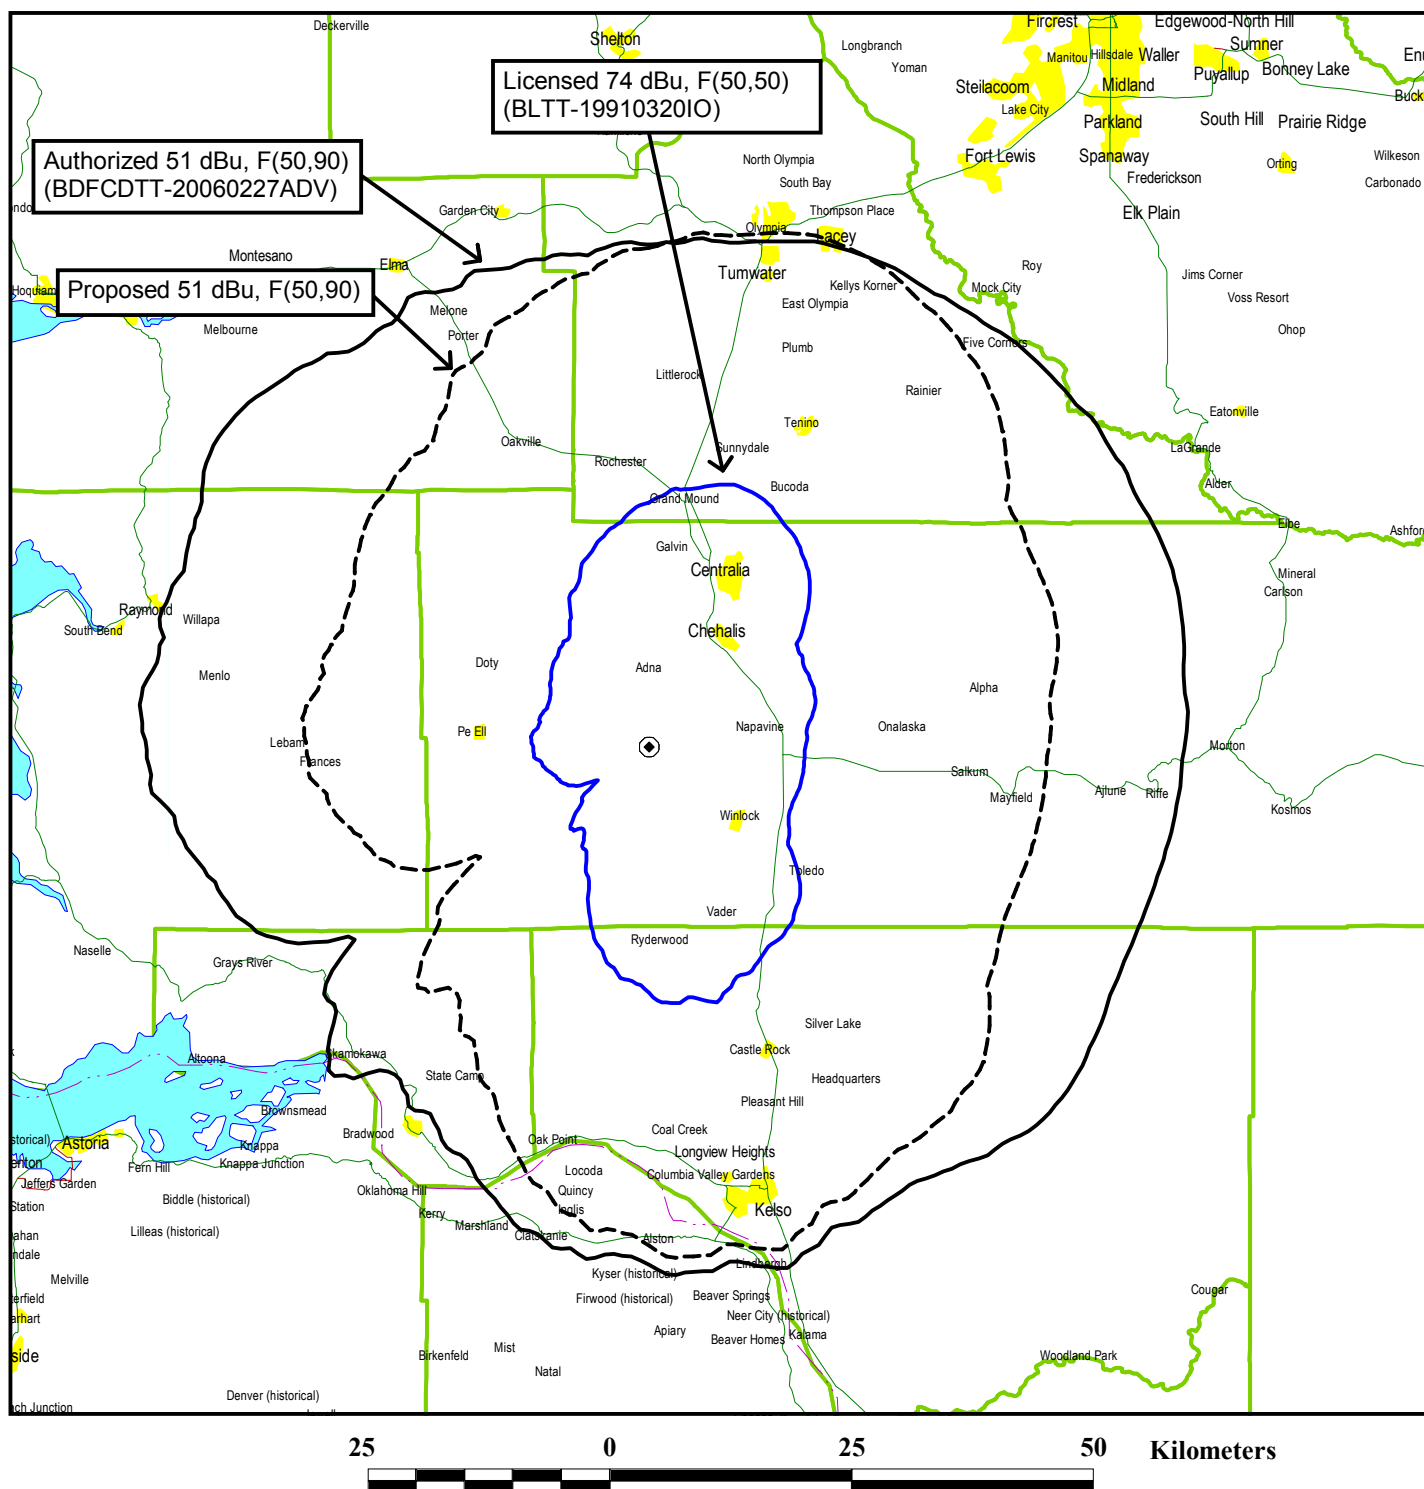 Deckerville
Shelton
Longbranch
Yoman
Fircrest
Edgewood-North Hill
Manitou
Hillsdale
Waller
Sumner
Puyallup
Bonney Lake
Steilacoom
Midland
Lake City
Parkland
South Hill
Prairie Ridge
Fort Lewis
Spanaway
Orting
Wilkeson
Frederickson
Carbonado
Elk Plain
Licensed 74 dBu, F(50,50)
(BLTT-19910320IO)
Authorized 51 dBu, F(50,90)
(BDFCDTT-20060227ADV)
Proposed 51 dBu, F(50,90)
North Olympia
South Bay
Thompson Place
Garden City
Olympia
Lacey
Montesano
Elma
Tumwater
Roy
Jims Corner
Hoquiam
Kellys Korner
Mock City
Voss Resort
East Olympia
Melone
Melbourne
Porter
Ohop
Plumb
Five Corners
Littlerock
Rainier
Eatonville
Tenino
Oakville
Sunnydale
LaGrande
Rochester
Alder
Bucoda
Grand Mound
Elbe
Ashford
Galvin
Centralia
Mineral
Carlson
Raymond
Willapa
South Bend
Chehalis
Doty
Adna
Menlo
Alpha
Pe Ell
Napavine
Onalaska
Lebam
Frances
Morton
Salkum
Mayfield
Ajlune
Riffe
Kosmos
Winlock
Toledo
Vader
Ryderwood
Naselle
Grays River
Silver Lake
Castle Rock
Altoona
Skamokawa
State Camp
Headquarters
Brownsmead
Pleasant Hill
Bradwood
Coal Creek
Astoria
Knappa
Oak Point
Longview Heights
Fern Hill
Knappa Junction
Locoda
Columbia Valley Gardens
Jeffers Garden
Oklahoma Hill
Quincy
Biddle (historical)
Station
Kerry
Inglis
Kelso
Lilleas (historical)
Marshland
Clatskanie
Alston
Lindbergh
Melville
Kyser (historical)
Firwood (historical)
Beaver Springs
Cougar
Neer City (historical)
Apiary
Beaver Homes
Kalama
Birkenfeld
Mist
Woodland Park
Natal
Denver (historical)
25 0 25 50 Kilometers